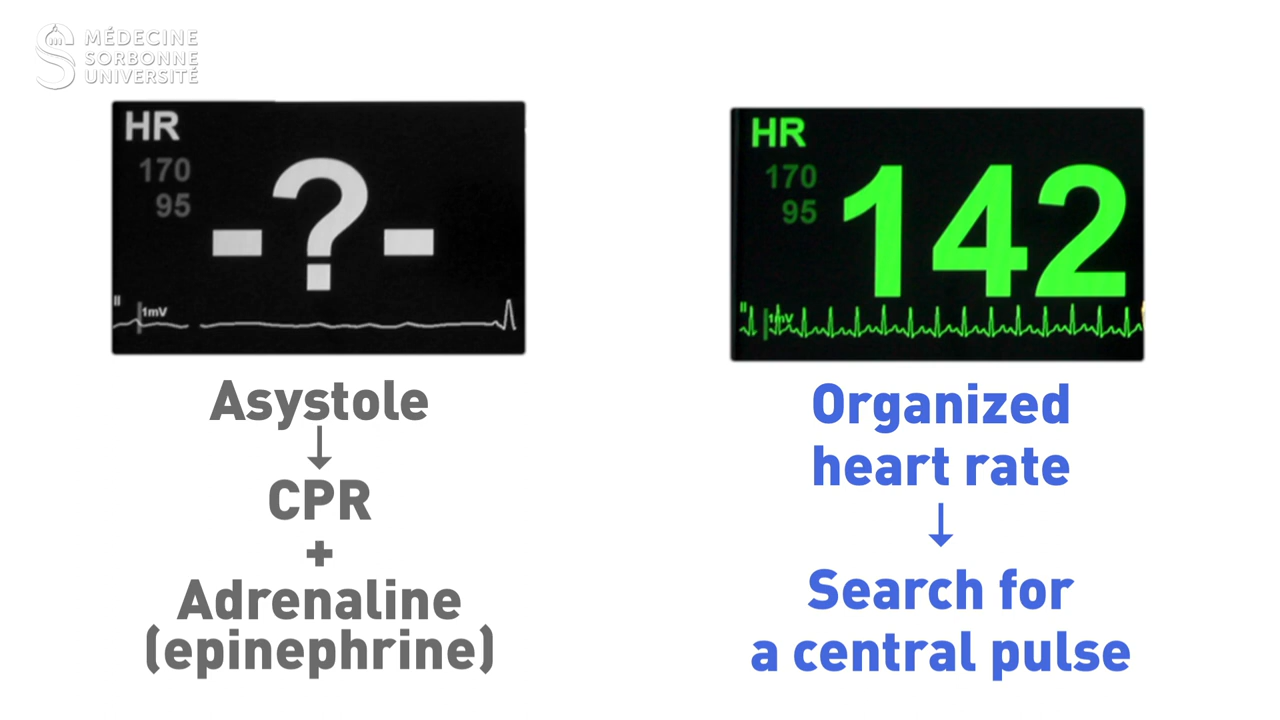 MÉDECINE
SORBONNE
UNIVERSITÉ
HR
170
95
-?-
II
1mV
Asystole
↓
CPR
+
Adrenaline
(epinephrine)
HR
170
95
142
II
1mV
Organized
heart rate
↓
Search for
a central pulse